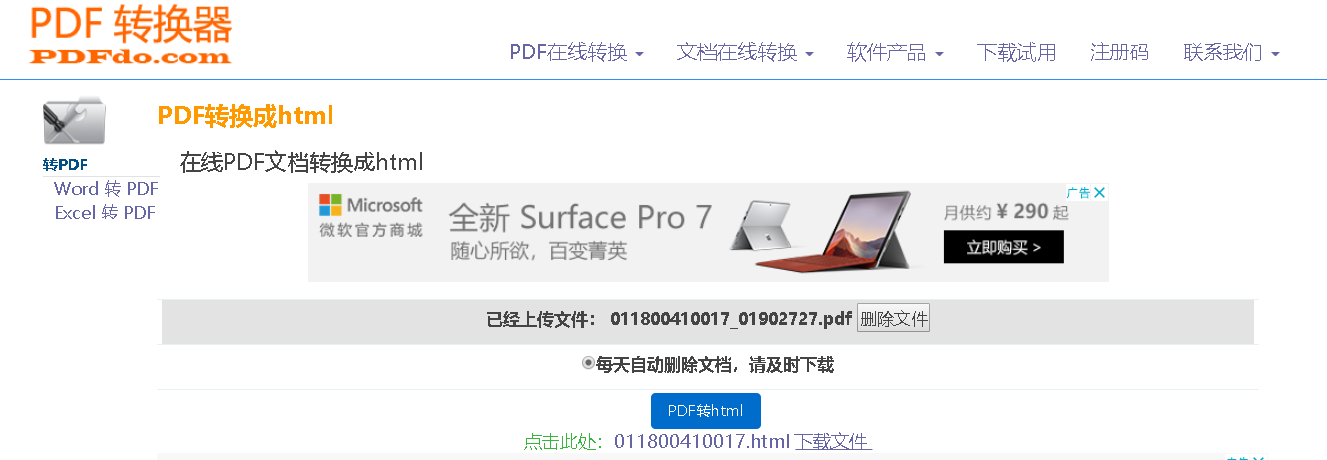 PDF 转换器
PDFdo.com
PDF在线转换 文档在线转换 软件产品 下载试用 注册码 联系我们
PDF转换成html
转PDF
在线PDF文档转换成html
Word 转 PDF
Excel 转 PDF
广告
Microsoft
微软官方商城
全新 Surface Pro 7
随心所欲，百变菁英
月供约 ¥ 290 起
立即购买 >
已经上传文件： 011800410017_01902727.pdf 删除文件
每天自动删除文档，请及时下载
PDF转html
点击此处：011800410017.html 下载文件